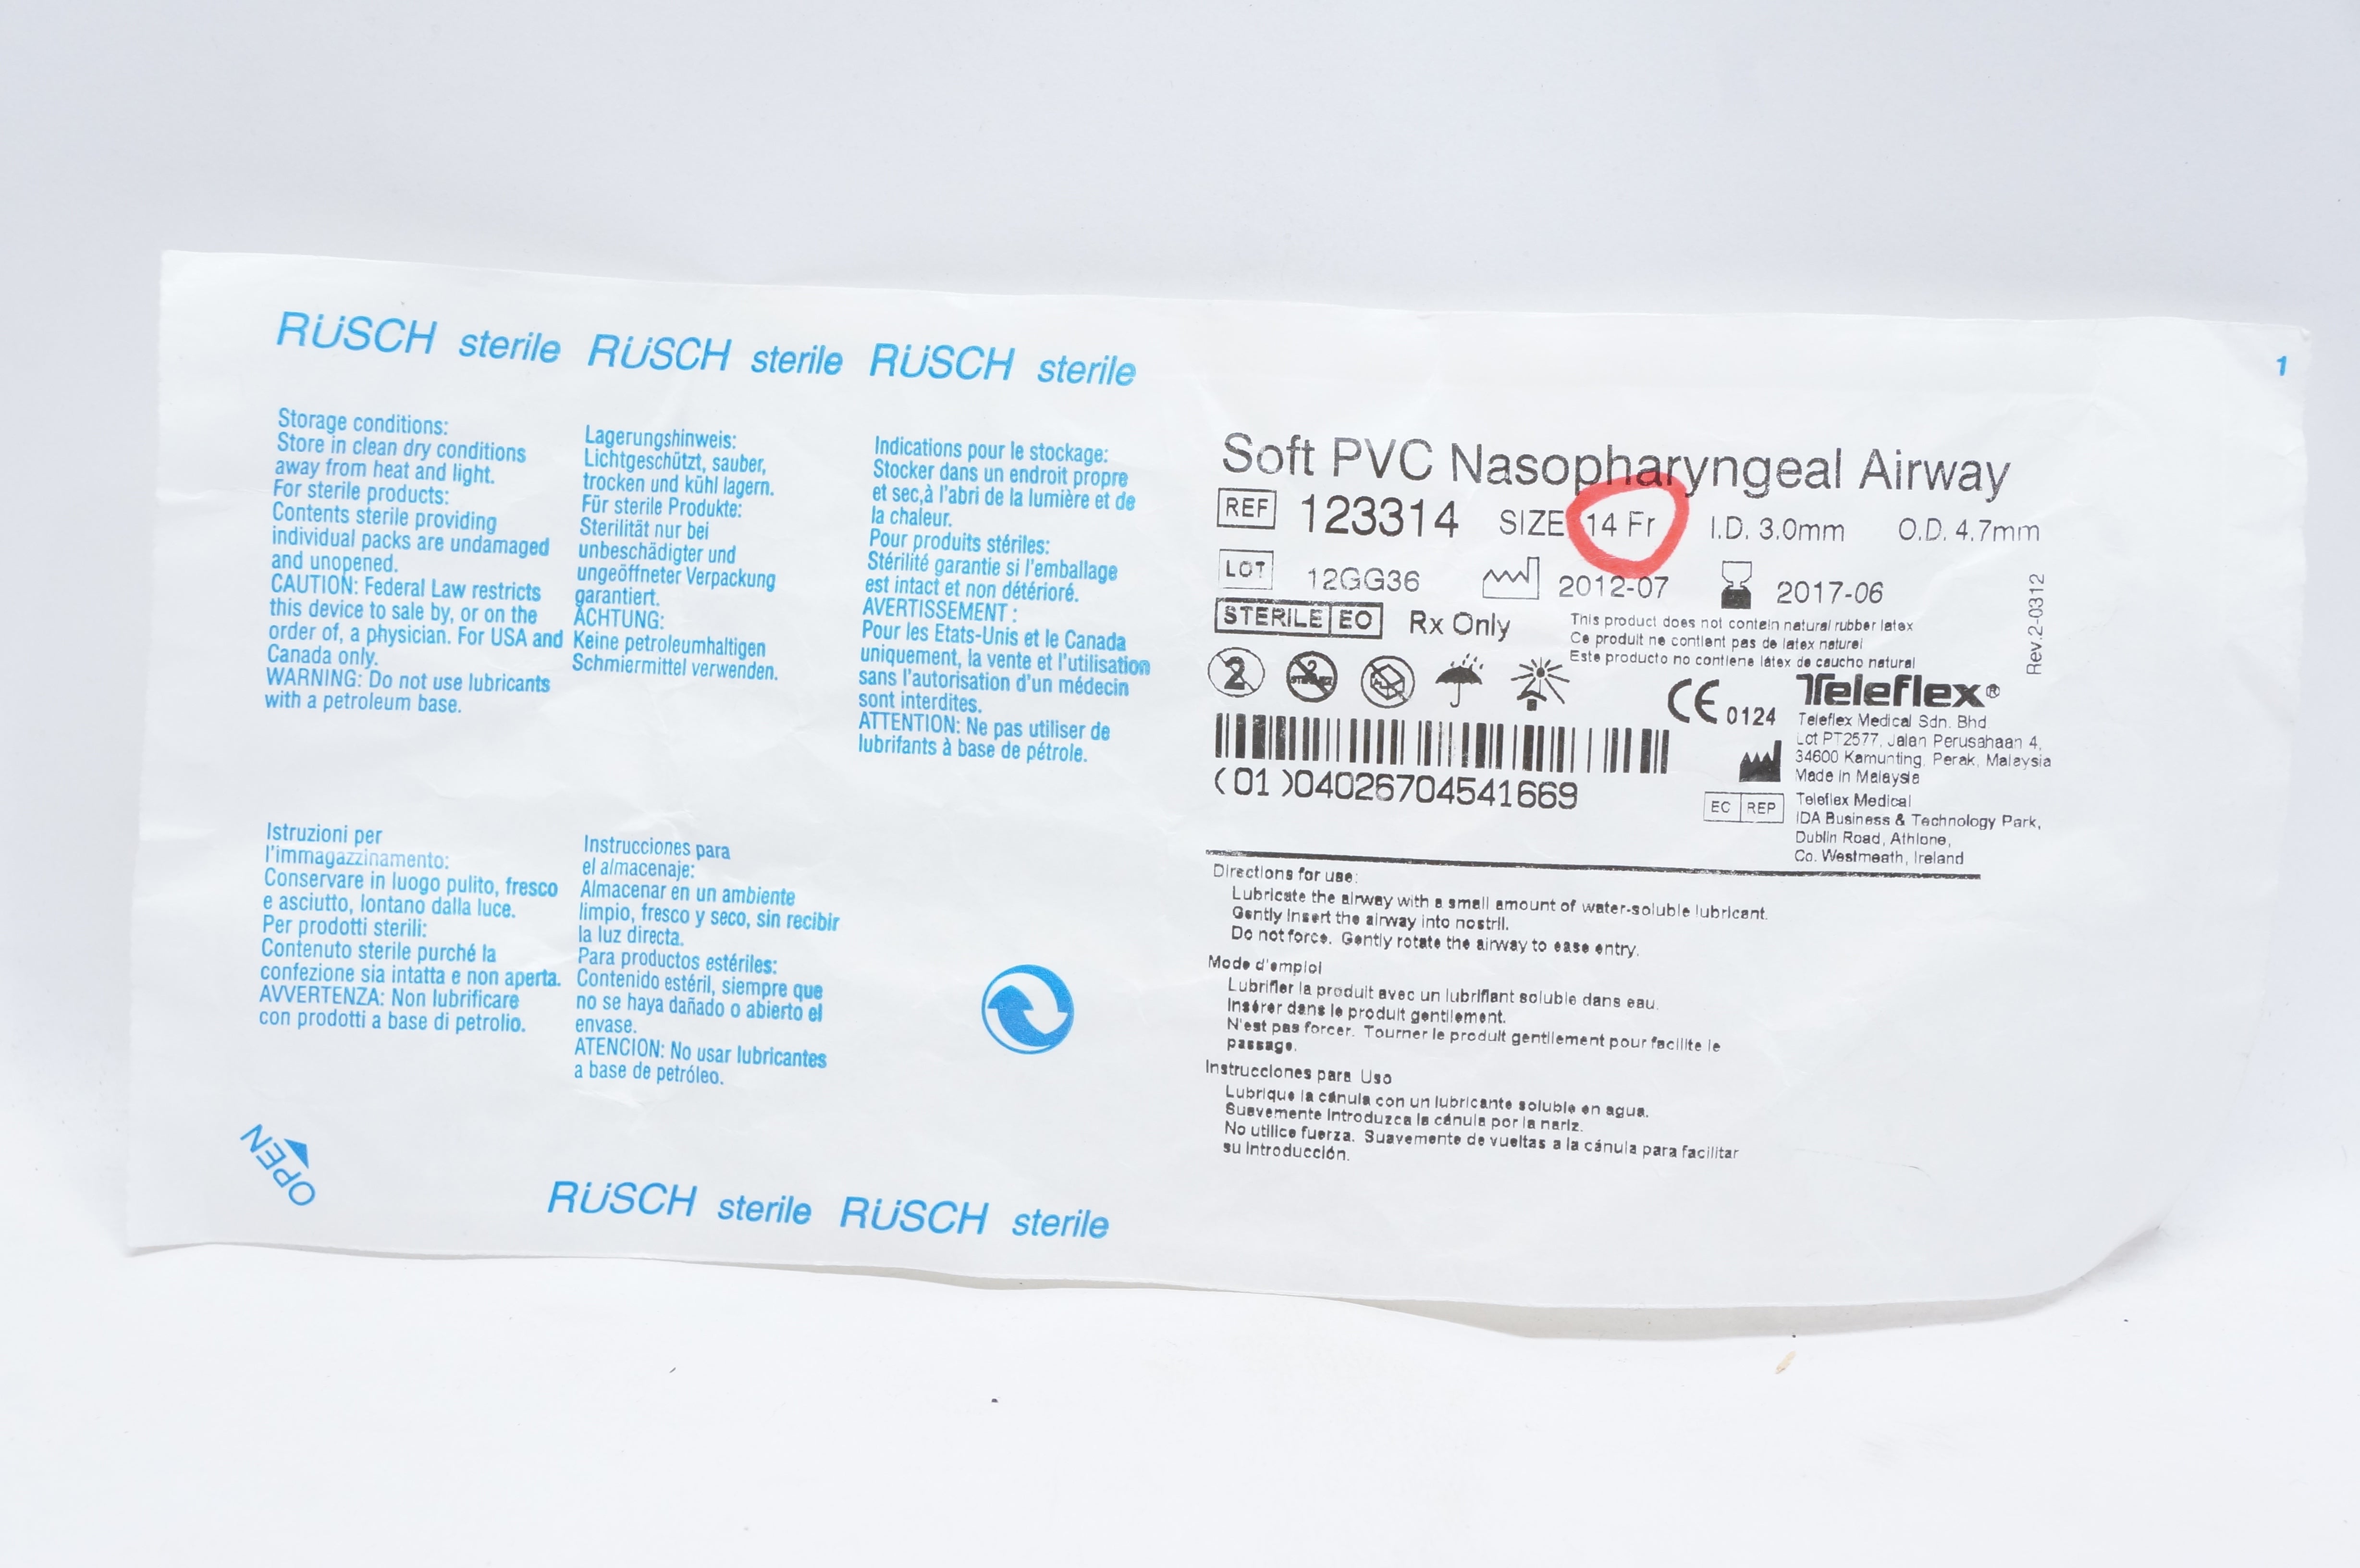 RÜSCH sterile RÜSCH sterile RÜSCH sterile
1
Storage conditions:
Store in clean dry conditions
away from heat and light.
For sterile products:
Contents sterile providing
individual packs are undamaged
and unopened.
CAUTION: Federal Law restricts
this device to sale by, or on the
order of, a physician. For USA and
Canada only.
WARNING: Do not use lubricants
with a petroleum base.
Lagerungshinweis:
Lichtgeschützt, sauber,
trocken und kühl lagern.
Für sterile Produkte:
Sterilität nur bei
unbeschädigter und
ungeöffneter Verpackung
garantiert.
ACHTUNG:
Keine petroleumhaltigen
Schmiermittel verwenden.
Indications pour le stockage:
Stocker dans un endroit propre
et sec,à l'abri de la lumière et de
la chaleur.
Pour produits stériles:
Stérilité garantie si l'emballage
est intact et non détérioré.
AVERTISSEMENT :
Pour les Etats-Unis et le Canada
uniquement, la vente et l'utilisation
sans l'autorisation d'un médecin
sont interdites.
ATTENTION: Ne pas utiliser de
lubrifants à base de pétrole.
Istruzioni per
l'immagazzinamento:
Conservare in luogo pulito, fresco
e asciutto, lontano dalla luce.
Per prodotti sterili:
Contenuto sterile purché la
confezione sia intatta e non aperta.
AVVERTENZA: Non lubrificare
con prodotti a base di petrolio.
Instrucciones para
el almacenaje:
Almacenar en un ambiente
limpio, fresco y seco, sin recibir
la luz directa.
Para productos estériles:
Contenido estéril, siempre que
no se haya dañado o abierto el
envase.
ATENCION: No usar lubricantes
a base de petróleo.
OPEN
RÜSCH sterile RÜSCH sterile
Soft PVC Nasopharyngeal Airway
REF 123314 SIZE 14 Fr I.D. 3.0mm O.D. 4.7mm
LOT 12GG36 2012-07 2017-06
STERILE EO Rx Only
This product does not contain natural rubber latex
Ce produit ne contient pas de latex naturel
Este producto no contiene látex de caucho natural
Rev.2-0312
2
CE 0124
Teleflex®
Teleflex Medical Sdn. Bhd.
Lot PT2577, Jalan Perusahaan 4,
34600 Kamunting, Perak, Malaysia
Made in Malaysia
(01)04026704541669
EC REP
Teleflex Medical
IDA Business & Technology Park,
Dublin Road, Athlone,
Co. Westmeath, Ireland
Directions for use:
Lubricate the airway with a small amount of water-soluble lubricant.
Gently insert the airway into nostril.
Do not force. Gently rotate the airway to ease entry.
Mode d'emploi
Lubrifier la produit avec un lubrifiant soluble dans eau.
Insérer dans le produit gentilement.
N'est pas forcer. Tourner le produit gentilement pour facilite le
passage.
Instrucciones para Uso
Lubrique la cánula con un lubricante soluble en agua.
Suavemente introduzca la cánula por la nariz.
No utilice fuerza. Suavemente de vueltas a la cánula para facilitar
su introducción.